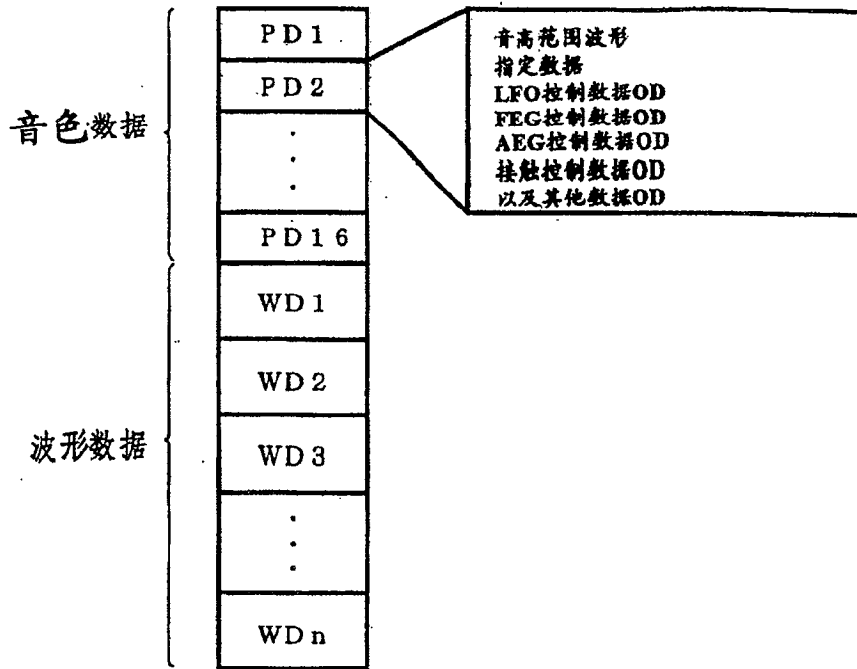 PD1
PD2
音色数据
PD16
WD1
WD2
波形数据
WD3
WDn
音高范围波形
指定数据
LFO控制数据OD
FEG控制数据OD
AEG控制数据OD
接触控制数据OD
以及其他数据OD